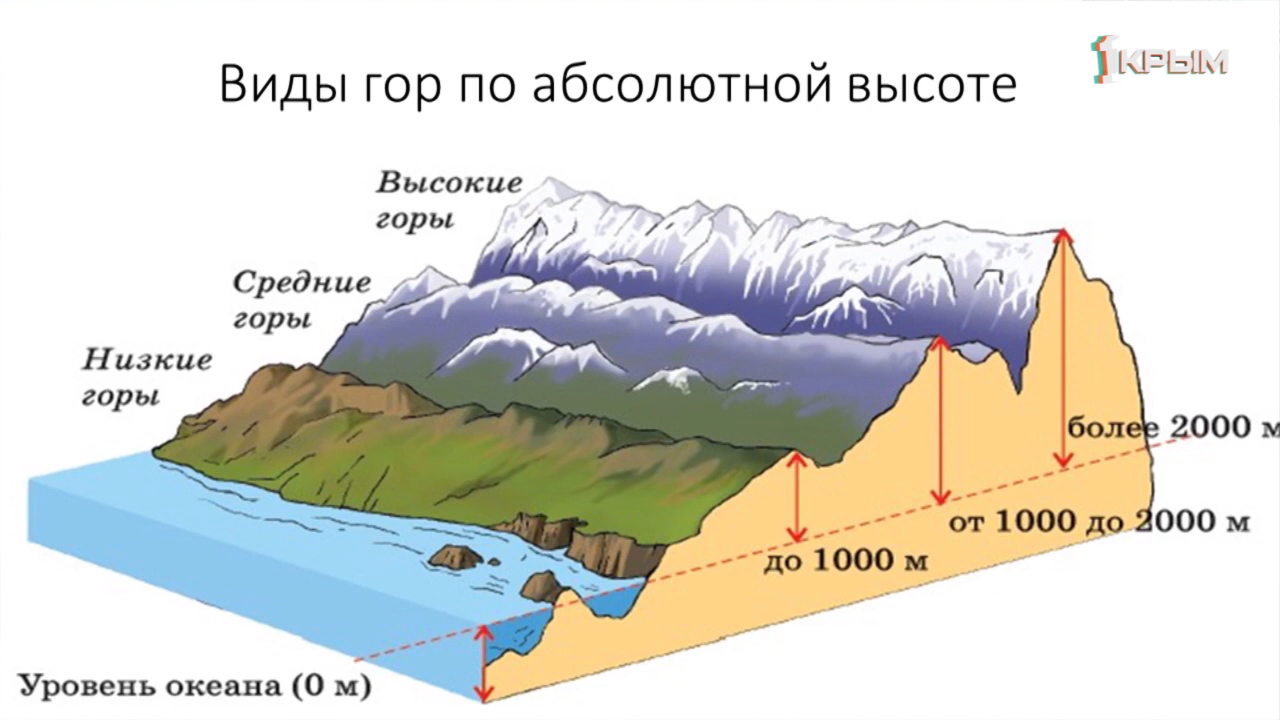 Виды гор по абсолютной высоте
1КРЫМ
Высокие
горы
Средние
горы
Низкие
горы
более 2000 м
от 1000 до 2000 м
до 1000 м
Уровень океана (0 м)